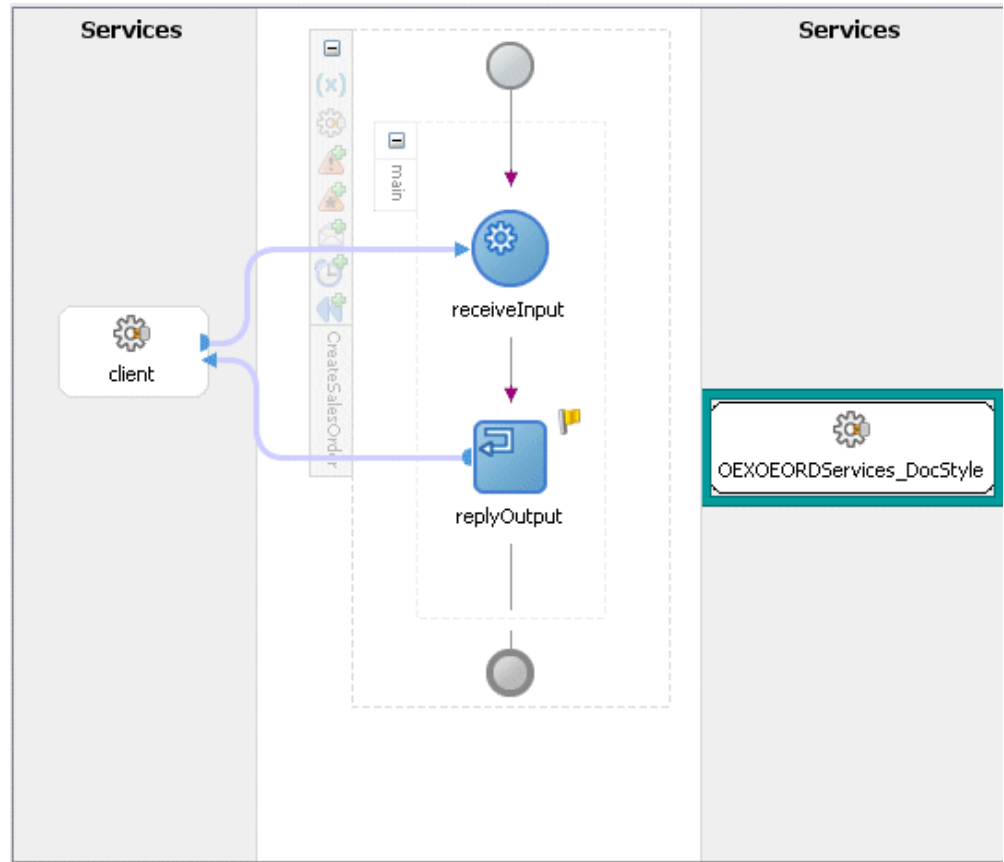 Services
Services
(x)
main
receiveInput
client
CreateSalesOrder
OEXOEORDServices_DocStyle
replyOutput